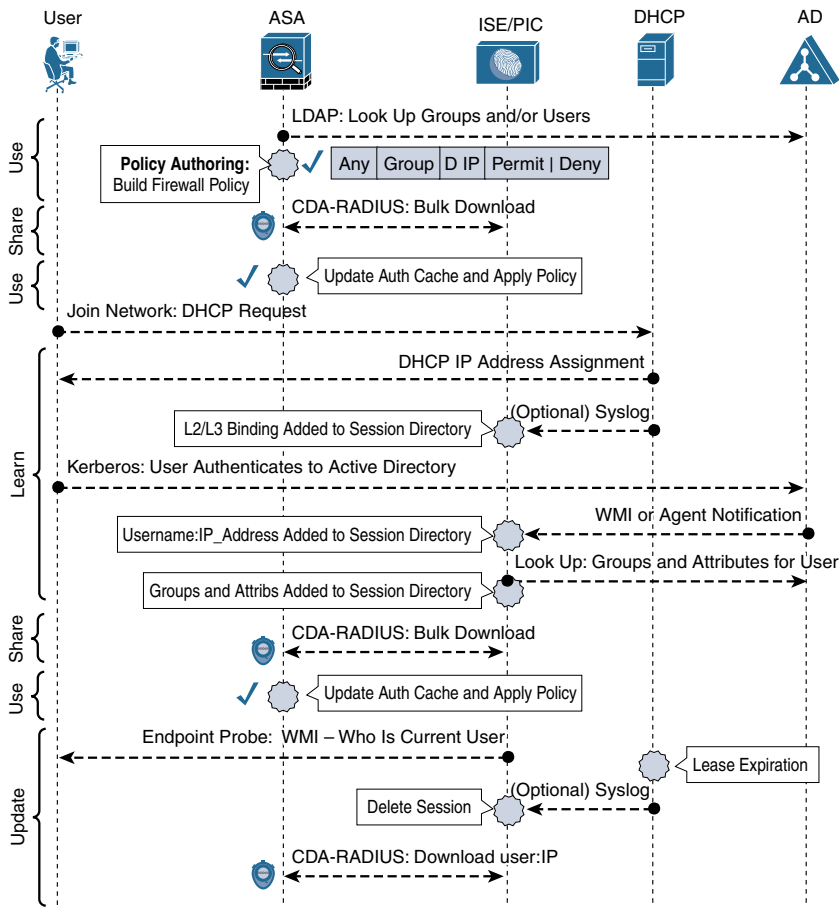 User
ASA
ISE/PIC
DHCP
AD
Use
LDAP: Look Up Groups and/or Users
Policy Authoring:
Build Firewall Policy
Any Group D IP Permit | Deny
Share
CDA-RADIUS: Bulk Download
Use
Update Auth Cache and Apply Policy
Join Network: DHCP Request
Learn
DHCP IP Address Assignment
(Optional) Syslog
L2/L3 Binding Added to Session Directory
Kerberos: User Authenticates to Active Directory
WMI or Agent Notification
Username:IP_Address Added to Session Directory
Look Up: Groups and Attributes for User
Groups and Attribs Added to Session Directory
Share
CDA-RADIUS: Bulk Download
Use
Update Auth Cache and Apply Policy
Update
Endpoint Probe: WMI – Who Is Current User
Lease Expiration
(Optional) Syslog
Delete Session
CDA-RADIUS: Download user:IP